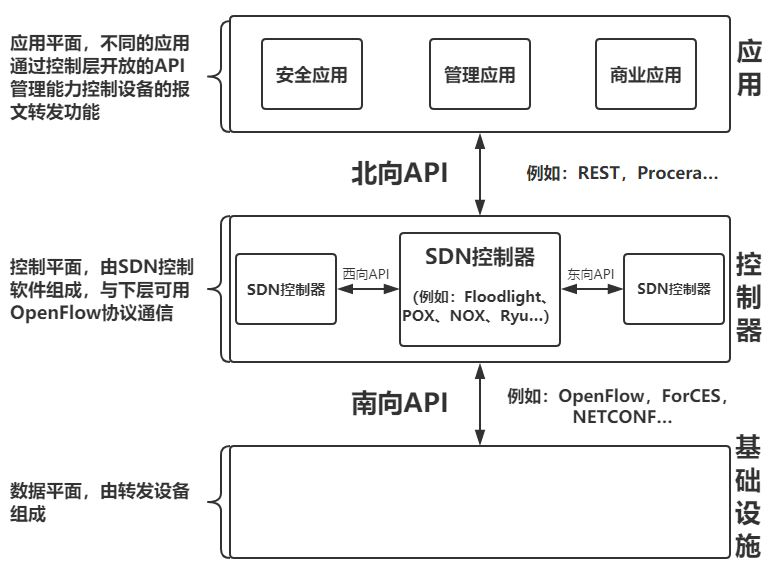 应用平面，不同的应用
通过控制层开放的API
管理能力控制设备的报
文转发功能
安全应用
管理应用
商业应用
应用
北向API
例如：REST，Procera...
控制平面，由SDN控制
软件组成，与下层可用
OpenFlow协议通信
SDN控制器
西向API
SDN控制器
（例如：Floodlight、
POX、NOX、Ryu...）
东向API
SDN控制器
控制器
南向API
例如：OpenFlow，ForCES，
NETCONF...
数据平面，由转发设备
组成
基础设施